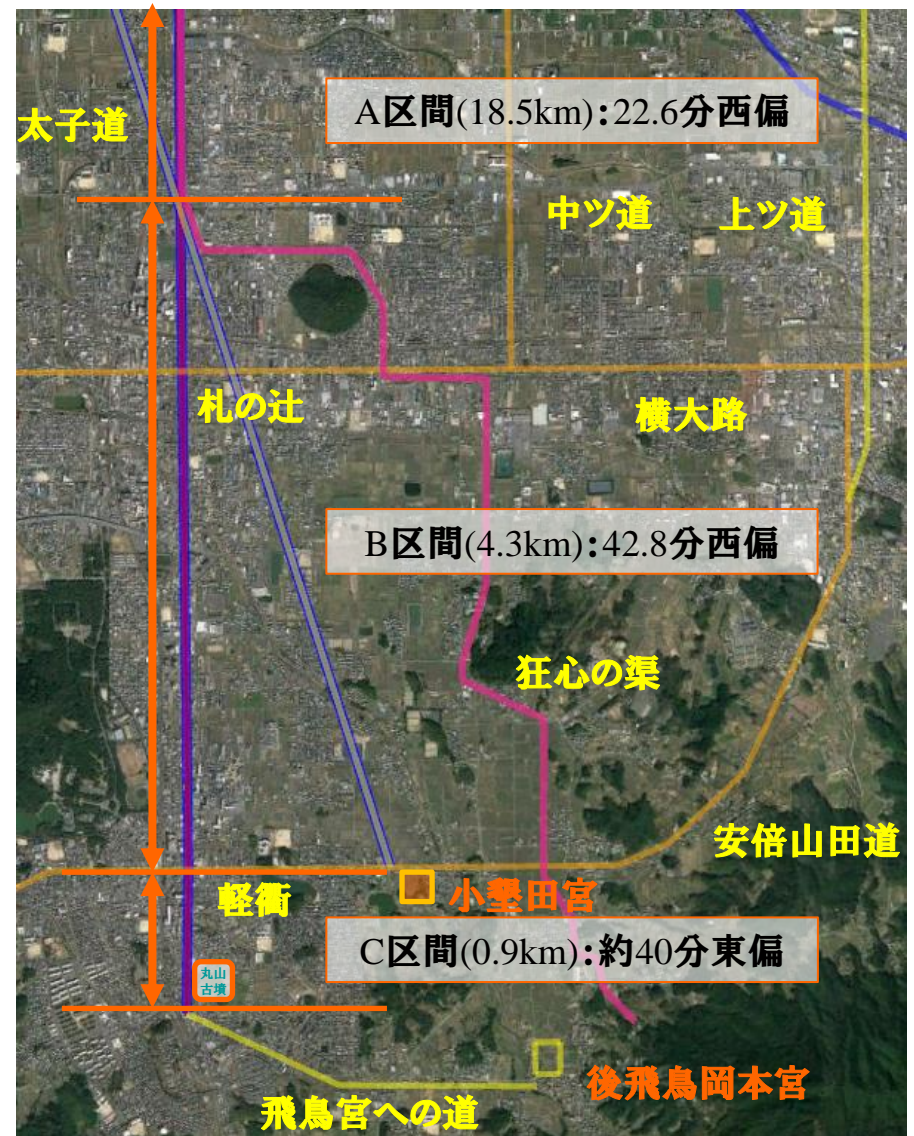 太子道
A区間(18.5km):22.6分西偏
中ツ道
上ツ道
札の辻
横大路
B区間(4.3km):42.8分西偏
狂心の渠
安倍山田道
軽衢
小墾田宮
C区間(0.9km):約40分東偏
丸山
古墳
後飛鳥岡本宮
飛鳥宮への道